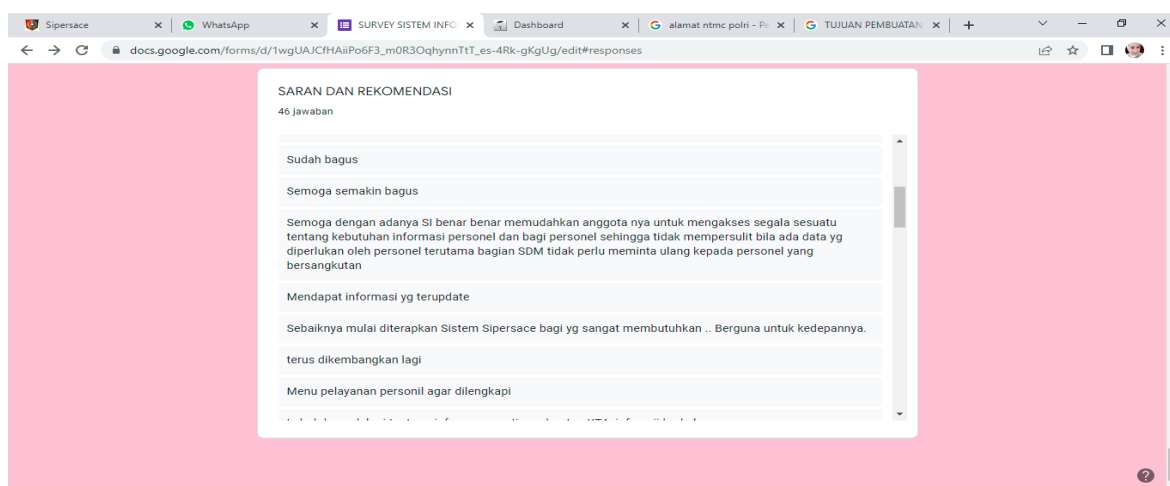 Sipersace
WhatsApp
SURVEY SISTEM INFO
Dashboard
alamat ntmc polri - Pe
TUJUAN PEMBUATAN
docs.google.com/forms/d/1wgUAJCfHAiiPo6F3_m0R3OqhynnTtT_es-4Rk-gKgUg/edit#responses
SARAN DAN REKOMENDASI
46 jawaban
Sudah bagus
Semoga semakin bagus
Semoga dengan adanya SI benar benar memudahkan anggota nya untuk mengakses segala sesuatu
tentang kebutuhan informasi personel dan bagi personel sehingga tidak mempersulit bila ada data yg
diperlukan oleh personel terutama bagian SDM tidak perlu meminta ulang kepada personel yang
bersangkutan
Mendapat informasi yg terupdate
Sebaiknya mulai diterapkan Sistem Sipersace bagi yg sangat membutuhkan .. Berguna untuk kedepannya.
terus dikembangkan lagi
Menu pelayanan personil agar dilengkapi